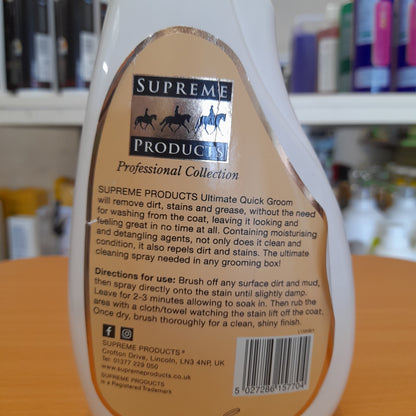 SUPREME
PRODUCTS
Professional Collection
SUPREME PRODUCTS Ultimate Quick Groom
will remove dirt, stains and grease, without the need
for washing from the coat, leaving it looking and
feeling great in no time at all. Containing moisturising
and detangling agents, not only does it clean and
condition, it also repels dirt and stains. The ultimate
cleaning spray needed in any grooming box!
Directions for use: Brush off any surface dirt and mud,
then spray directly onto the stain until slightly damp.
Leave for 2-3 minutes allowing to soak in. Then rub the
area with a cloth/towel watching the stain lift off the coat.
Once dry, brush thoroughly for a clean, shiny finish.
SUPREME PRODUCTS®
Crofton Drive, Lincoln, LN3 4NP, UK
Tel: 01377 229 050
www.supremeproducts.co.uk
SUPREME PRODUCTS
is a Registered Trademark
5 027286 157704